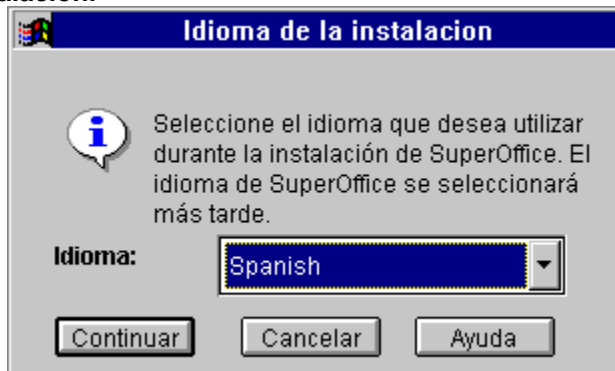 Idioma de la instalacion
Seleccione el idioma que desea utilizar
durante la instalación de SuperOffice. El
idioma de SuperOffice se seleccionará
más tarde.
Idioma:
Spanish
Continuar
Cancelar
Ayuda